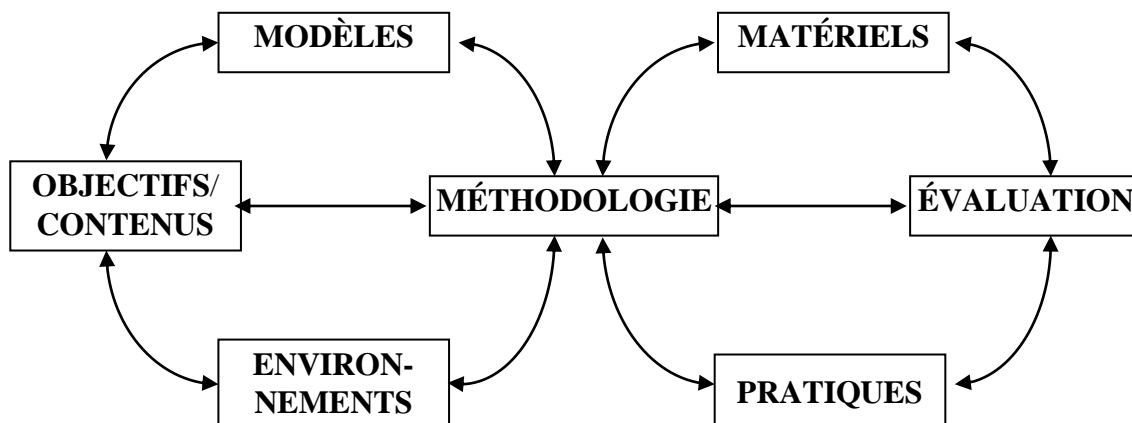 MODÈLES
MATÉRIELS
OBJECTIFS/
CONTENUS
MÉTHODOLOGIE
ÉVALUATION
ENVIRON-
NEMENTS
PRATIQUES